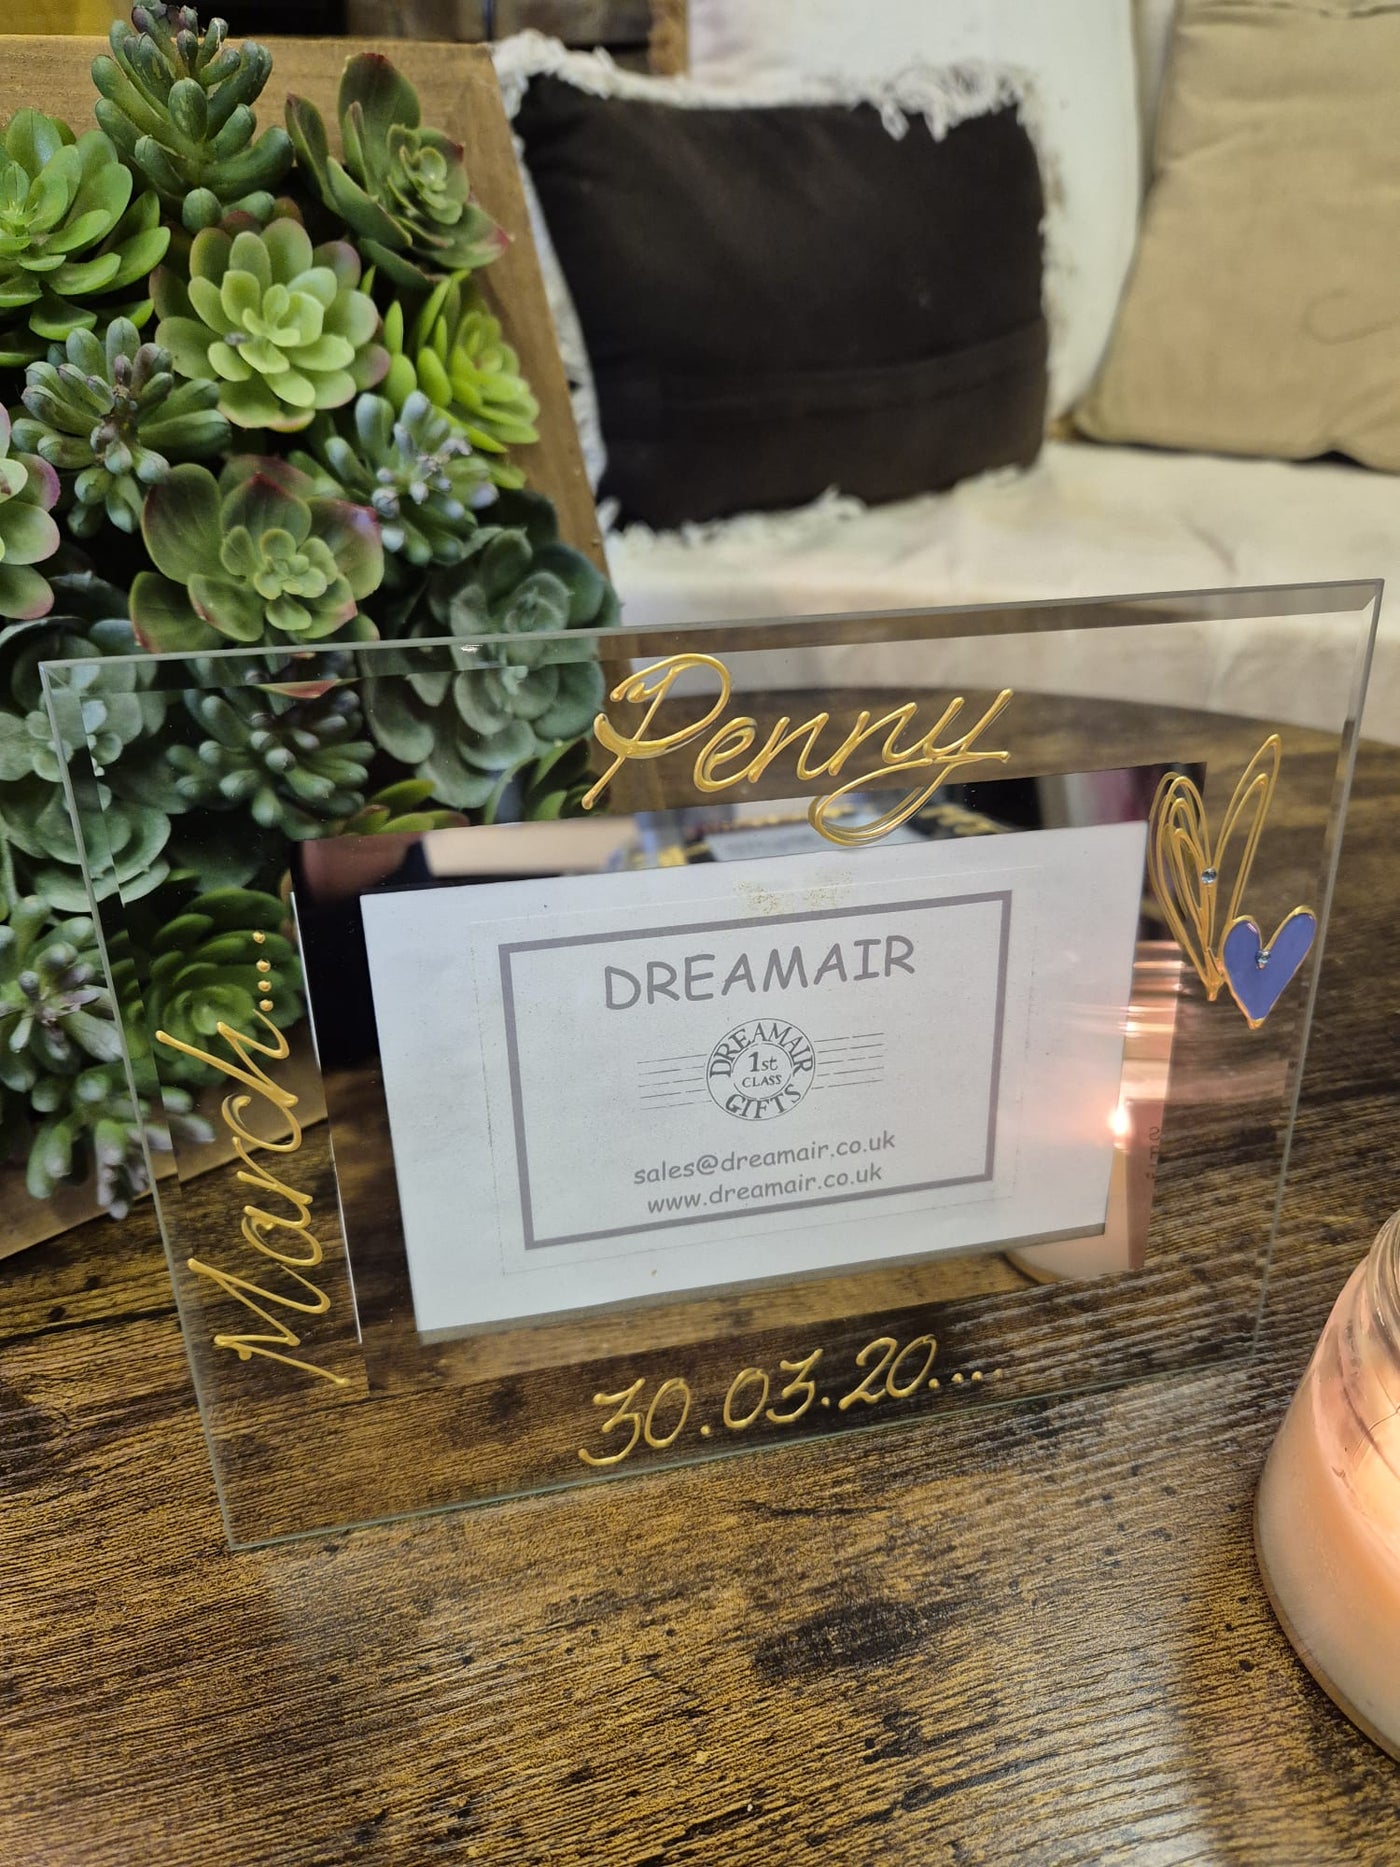 Penny
March...
DREAMAIR
DREAMAIR
1st
CLASS
GIFTS
sales@dreamair.co.uk
www.dreamair.co.uk
30.03.20....